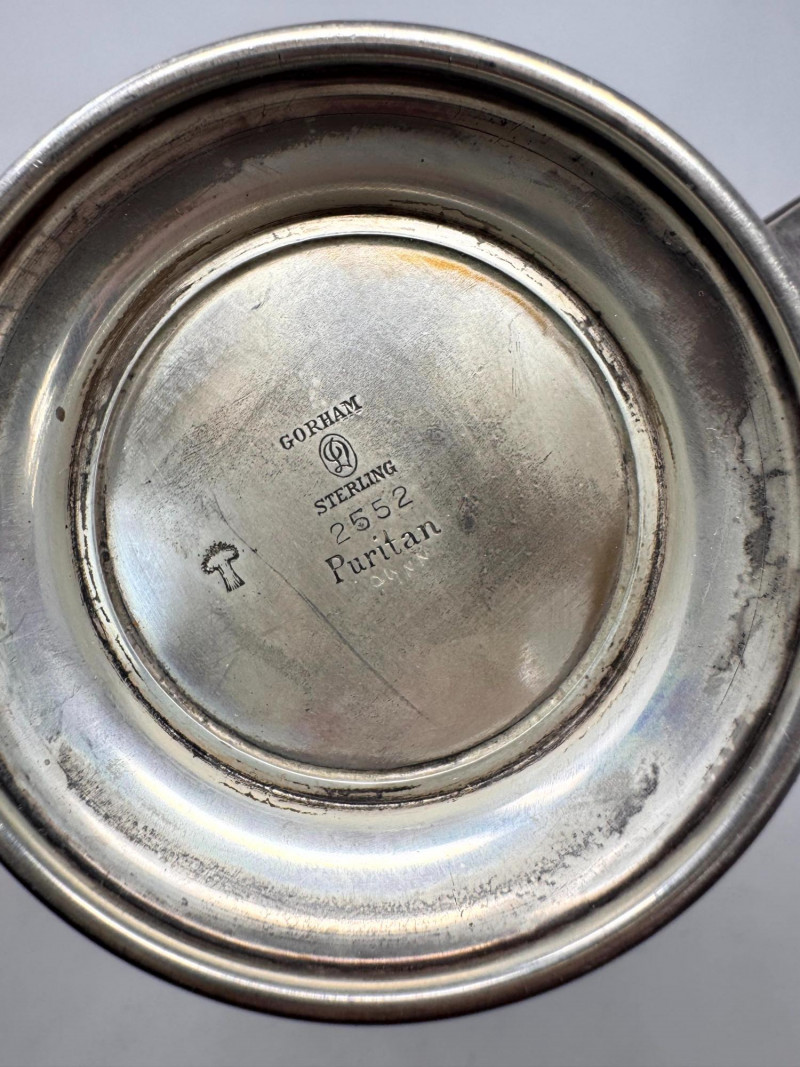 GORHAM
STERLING
2552
Puritan